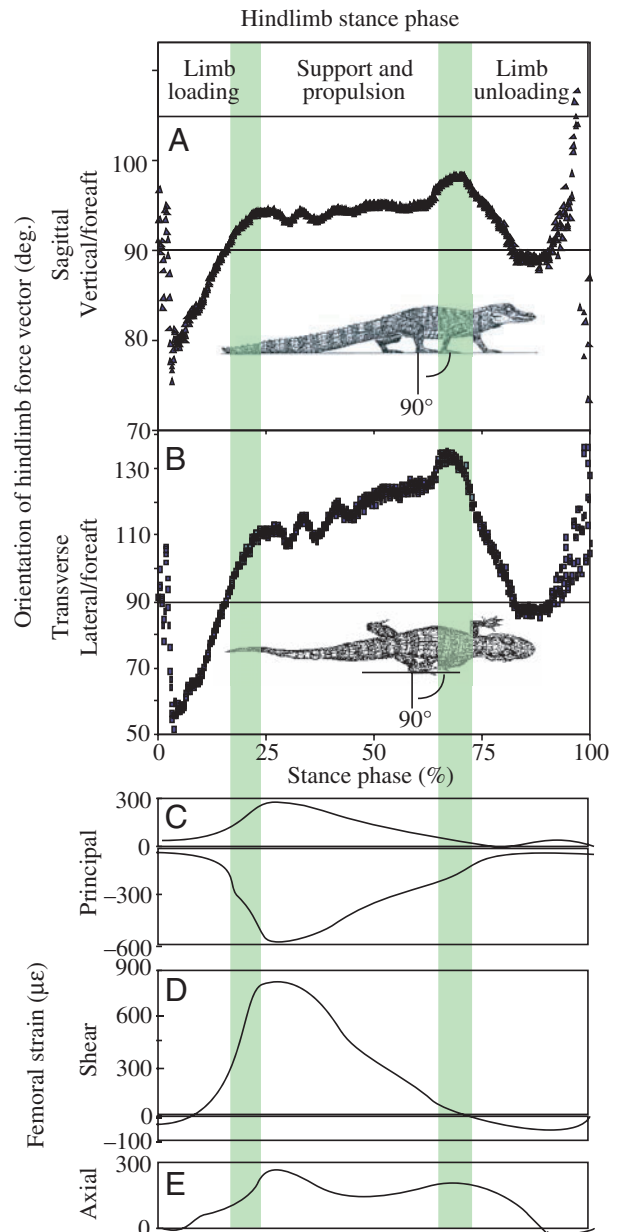 Hindlimb stance phase
Limb loading
Support and propulsion
Limb unloading
A
100
90
80
70
90°
Orientation of hindlimb force vector (deg.)
Sagittal
Vertical/foreaft
B
130
110
90
70
50
90°
Transverse
Lateral/foreaft
0 25 50 75 100
Stance phase (%)
C
300
0
–300
–600
Principal
Femoral strain (µε)
D
900
600
300
0
–100
Shear
E
300
0
Axial